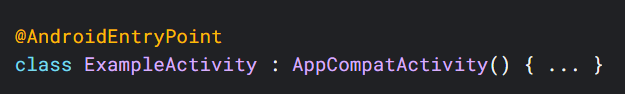 @AndroidEntryPoint
class ExampleActivity : AppCompatActivity() { ... }